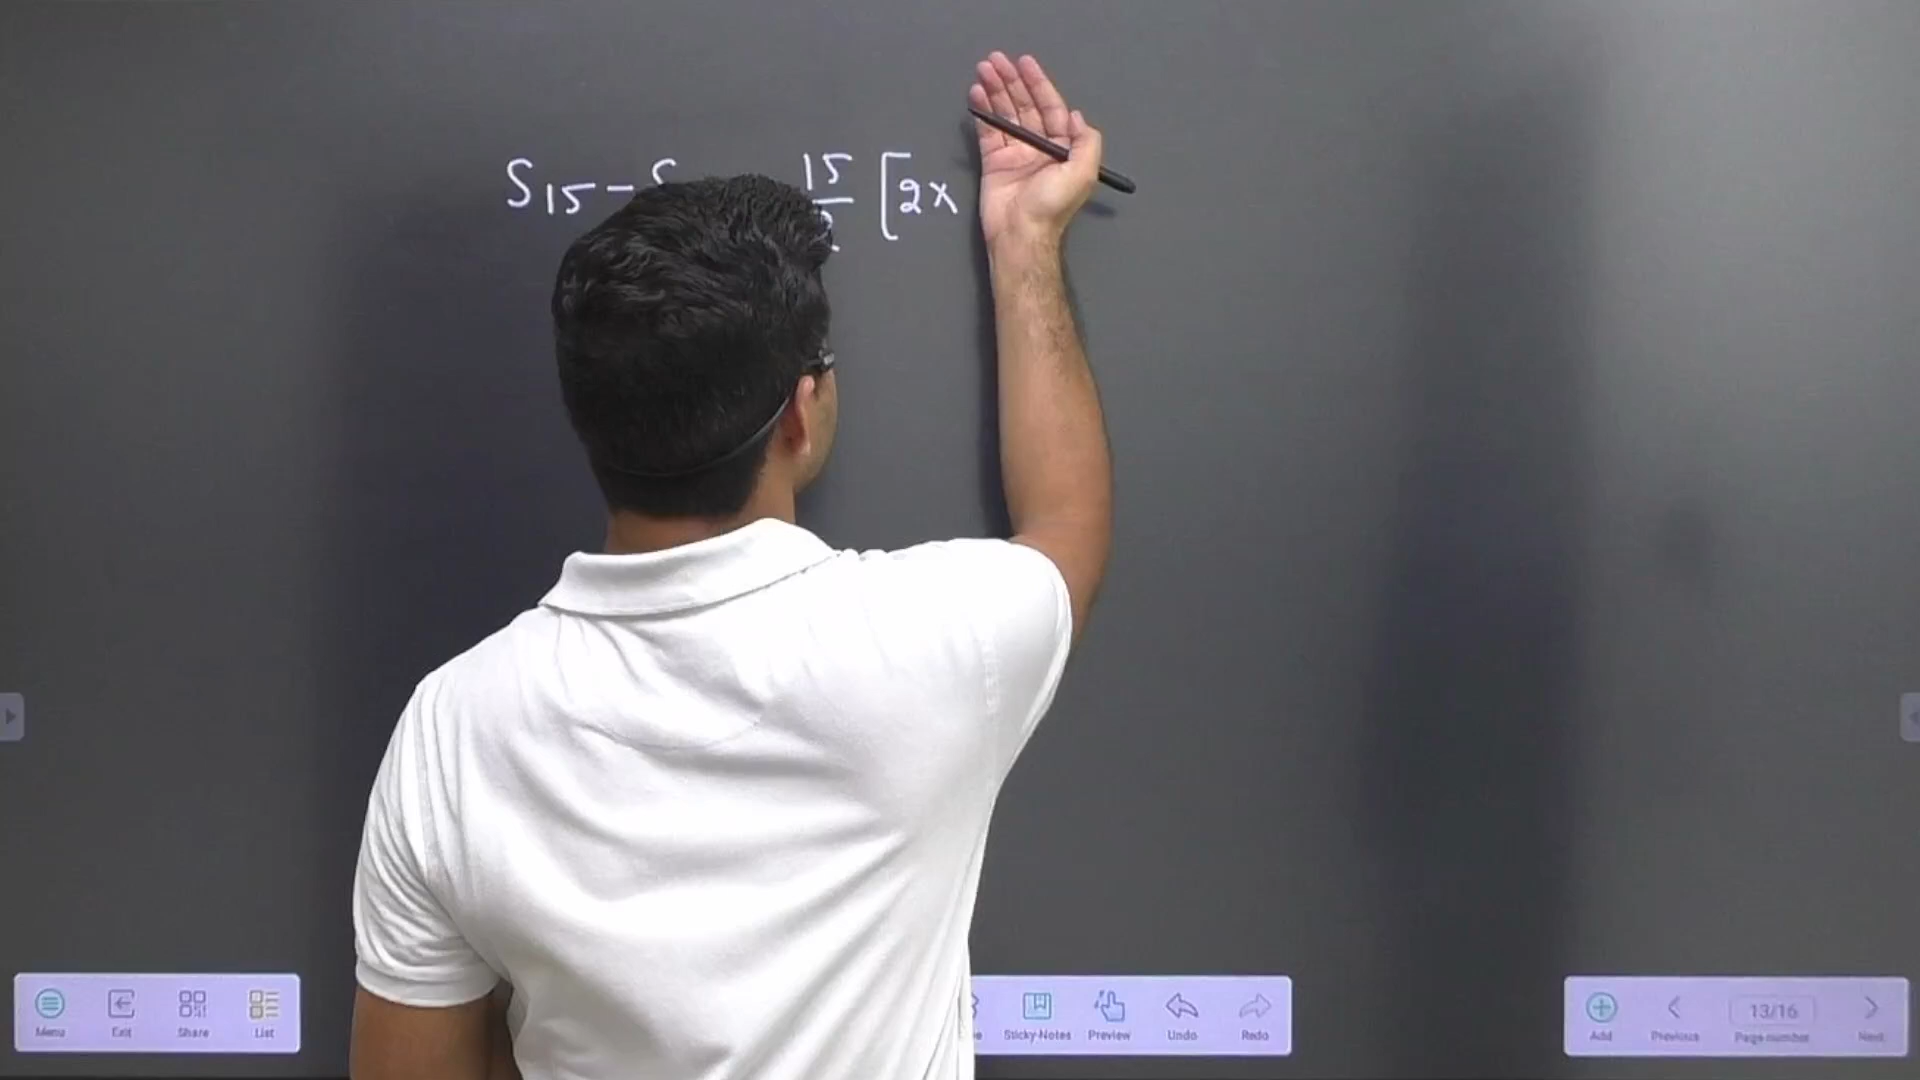 S15 - S 15/2 [2x
Menu Exit Share List Sticky Notes Preview Undo Redo Add Previous 13/16 Page number Next